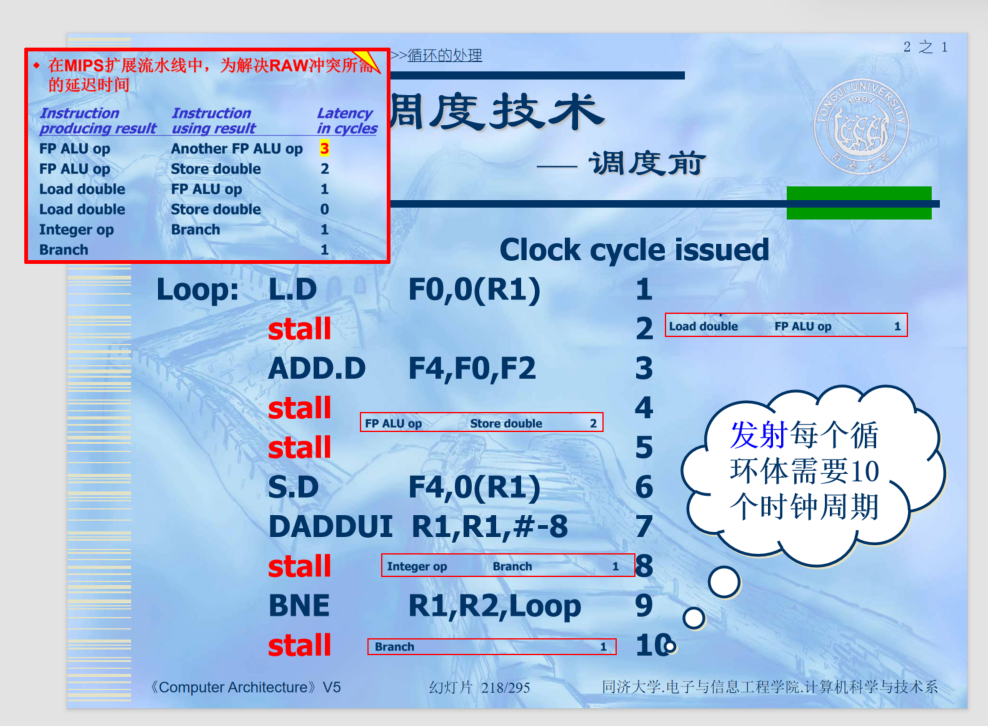 >>循环的处理
2 之 1
◆ 在MIPS扩展流水线中，为解决RAW冲突所需
的延迟时间
Instruction Instruction Latency
producing result using result in cycles
FP ALU op Another FP ALU op 3
FP ALU op Store double 2
Load double FP ALU op 1
Load double Store double 0
Integer op Branch 1
Branch 1
调度技术
— 调度前
1907
Clock cycle issued
Loop: L.D F0,0(R1) 1
stall 2
Load double FP ALU op 1
ADD.D F4,F0,F2 3
stall 4
FP ALU op Store double 2
stall 5
S.D F4,0(R1) 6
DADDUI R1,R1,#-8 7
stall 8
Integer op Branch 1
BNE R1,R2,Loop 9
stall 10
Branch 1
发射每个循
环体需要10
个时钟周期
《Computer Architecture》V5
幻灯片 218/295
同济大学.电子与信息工程学院.计算机科学与技术系